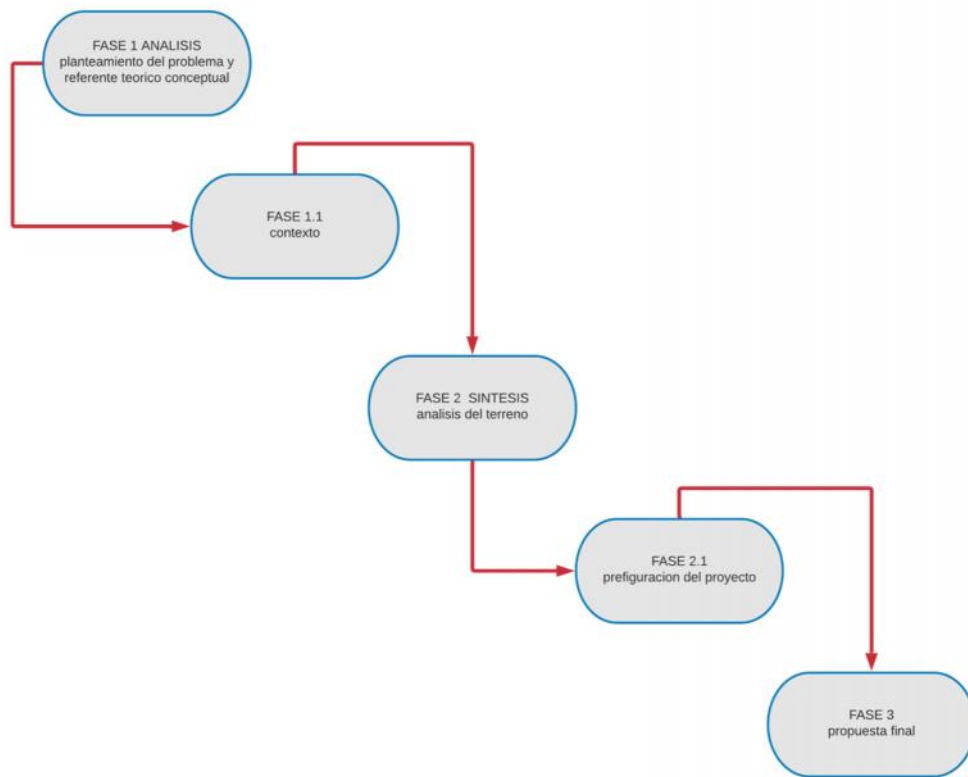 FASE 1 ANALISIS
planteamiento del problema y
referente teorico conceptual
FASE 1.1
contexto
FASE 2  SINTESIS
analisis del terreno
FASE 2.1
prefiguracion del proyecto
FASE 3
propuesta final